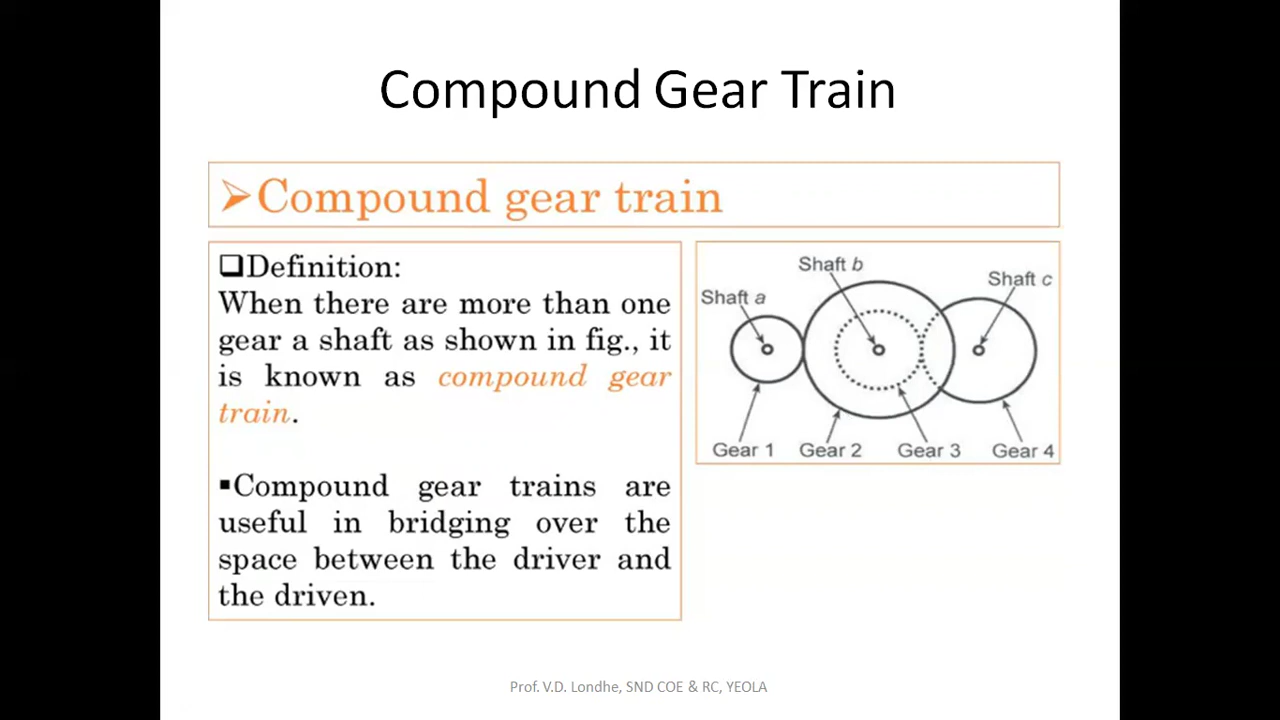 Compound Gear Train
➢Compound gear train
❑Definition:
When there are more than one
gear a shaft as shown in fig., it
is known as compound gear
train.
▪Compound gear trains are
useful in bridging over the
space between the driver and
the driven.
Shaft b
Shaft c
Shaft a
Gear 1 Gear 2 Gear 3 Gear 4
Prof. V.D. Londhe, SND COE & RC, YEOLA